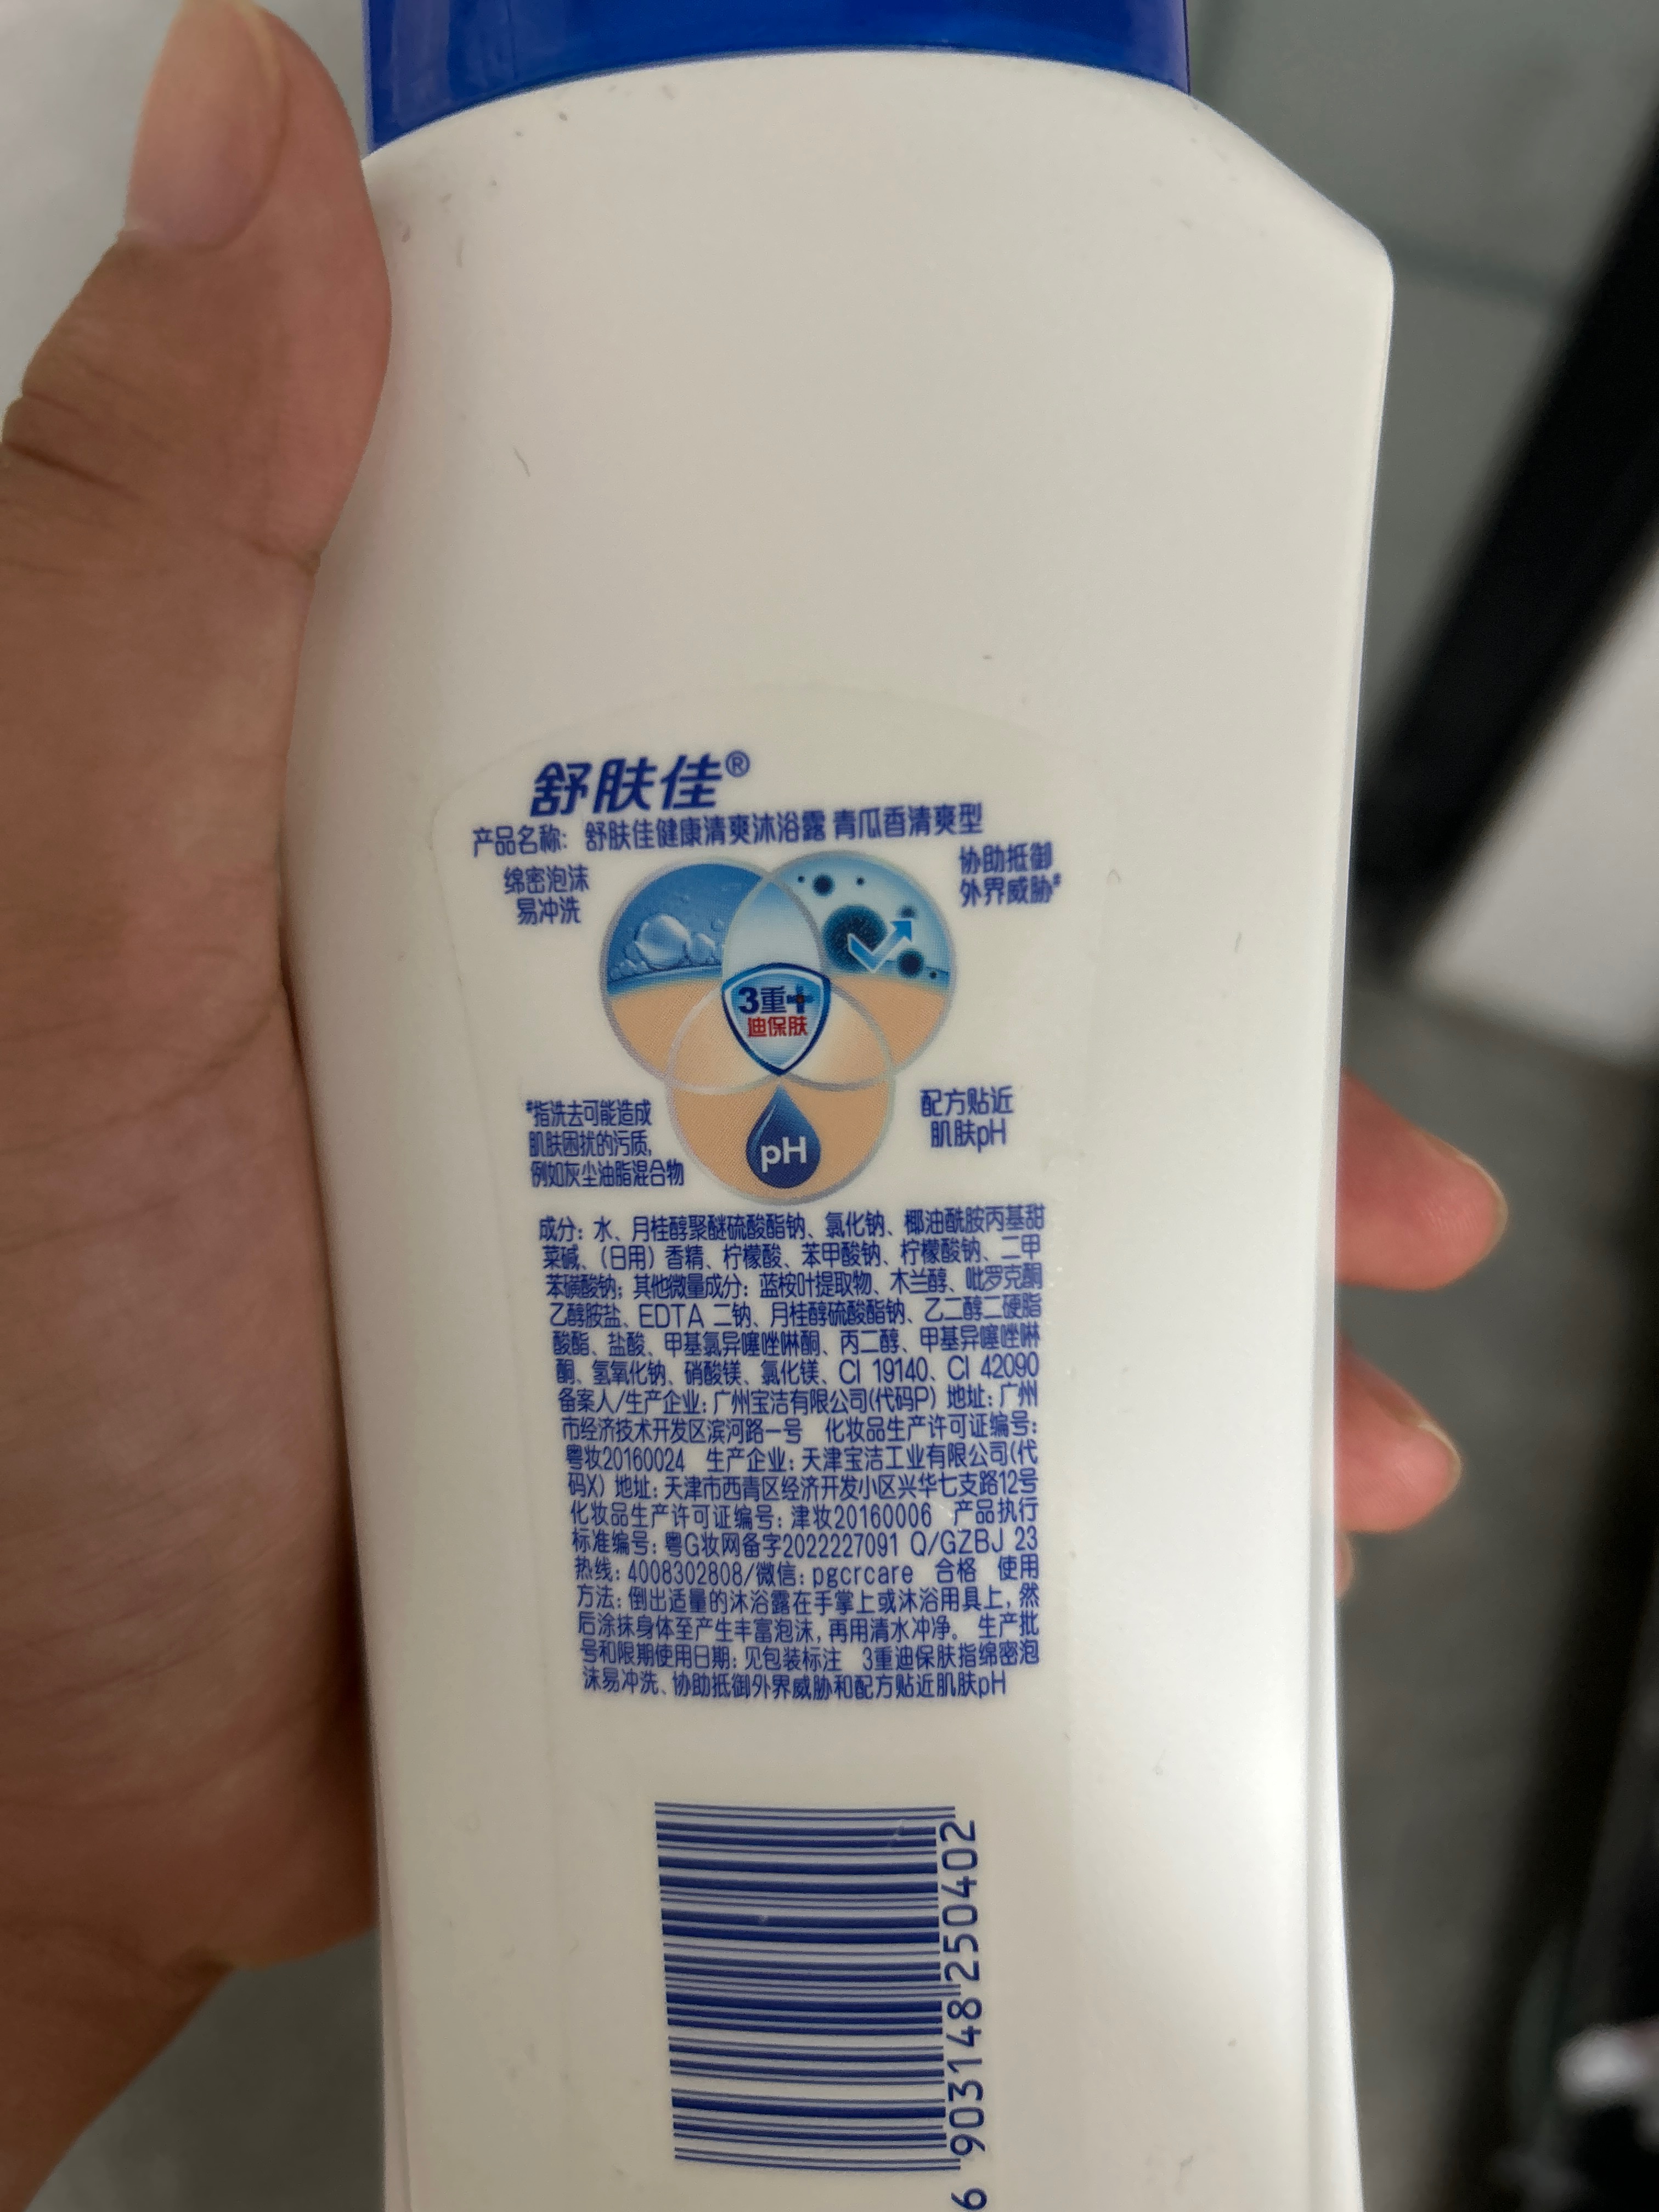 舒肤佳®
产品名称: 舒肤佳健康清爽沐浴露 青瓜香清爽型
绵密泡沫
易冲洗
协助抵御
外界威胁#
3重+
迪保肤
#指洗去可能造成
肌肤困扰的污质,
例如灰尘油脂混合物
pH
配方贴近
肌肤pH
成分: 水、月桂醇聚醚硫酸酯钠、氯化钠、椰油酰胺丙基甜
菜碱、(日用) 香精、柠檬酸、苯甲酸钠、柠檬酸钠、二甲
苯磺酸钠; 其他微量成分: 蓝桉叶提取物、木兰醇、吡罗克酮
乙醇胺盐、EDTA 二钠、月桂醇硫酸酯钠、乙二醇二硬脂
酸酯、盐酸、甲基氯异噻唑啉酮、丙二醇、甲基异噻唑啉
酮、氢氧化钠、硝酸镁、氯化镁、CI 19140、CI 42090
备案人/生产企业: 广州宝洁有限公司(代码P) 地址: 广州
市经济技术开发区滨河路一号 化妆品生产许可证编号:
粤妆20160024 生产企业: 天津宝洁工业有限公司(代
码X) 地址: 天津市西青区经济开发小区兴华七支路12号
化妆品生产许可证编号: 津妆20160006 产品执行
标准编号: 粤G妆网备字2022227091 Q/GZBJ 23
热线: 4008302808/微信: pgcrcare 合格 使用
方法: 倒出适量的沐浴露在手掌上或沐浴用具上, 然
后涂抹身体至产生丰富泡沫, 再用清水冲净。 生产批
号和限期使用日期: 见包装标注 3重迪保肤指绵密泡
沫易冲洗、协助抵御外界威胁和配方贴近肌肤pH
6 903148 250402